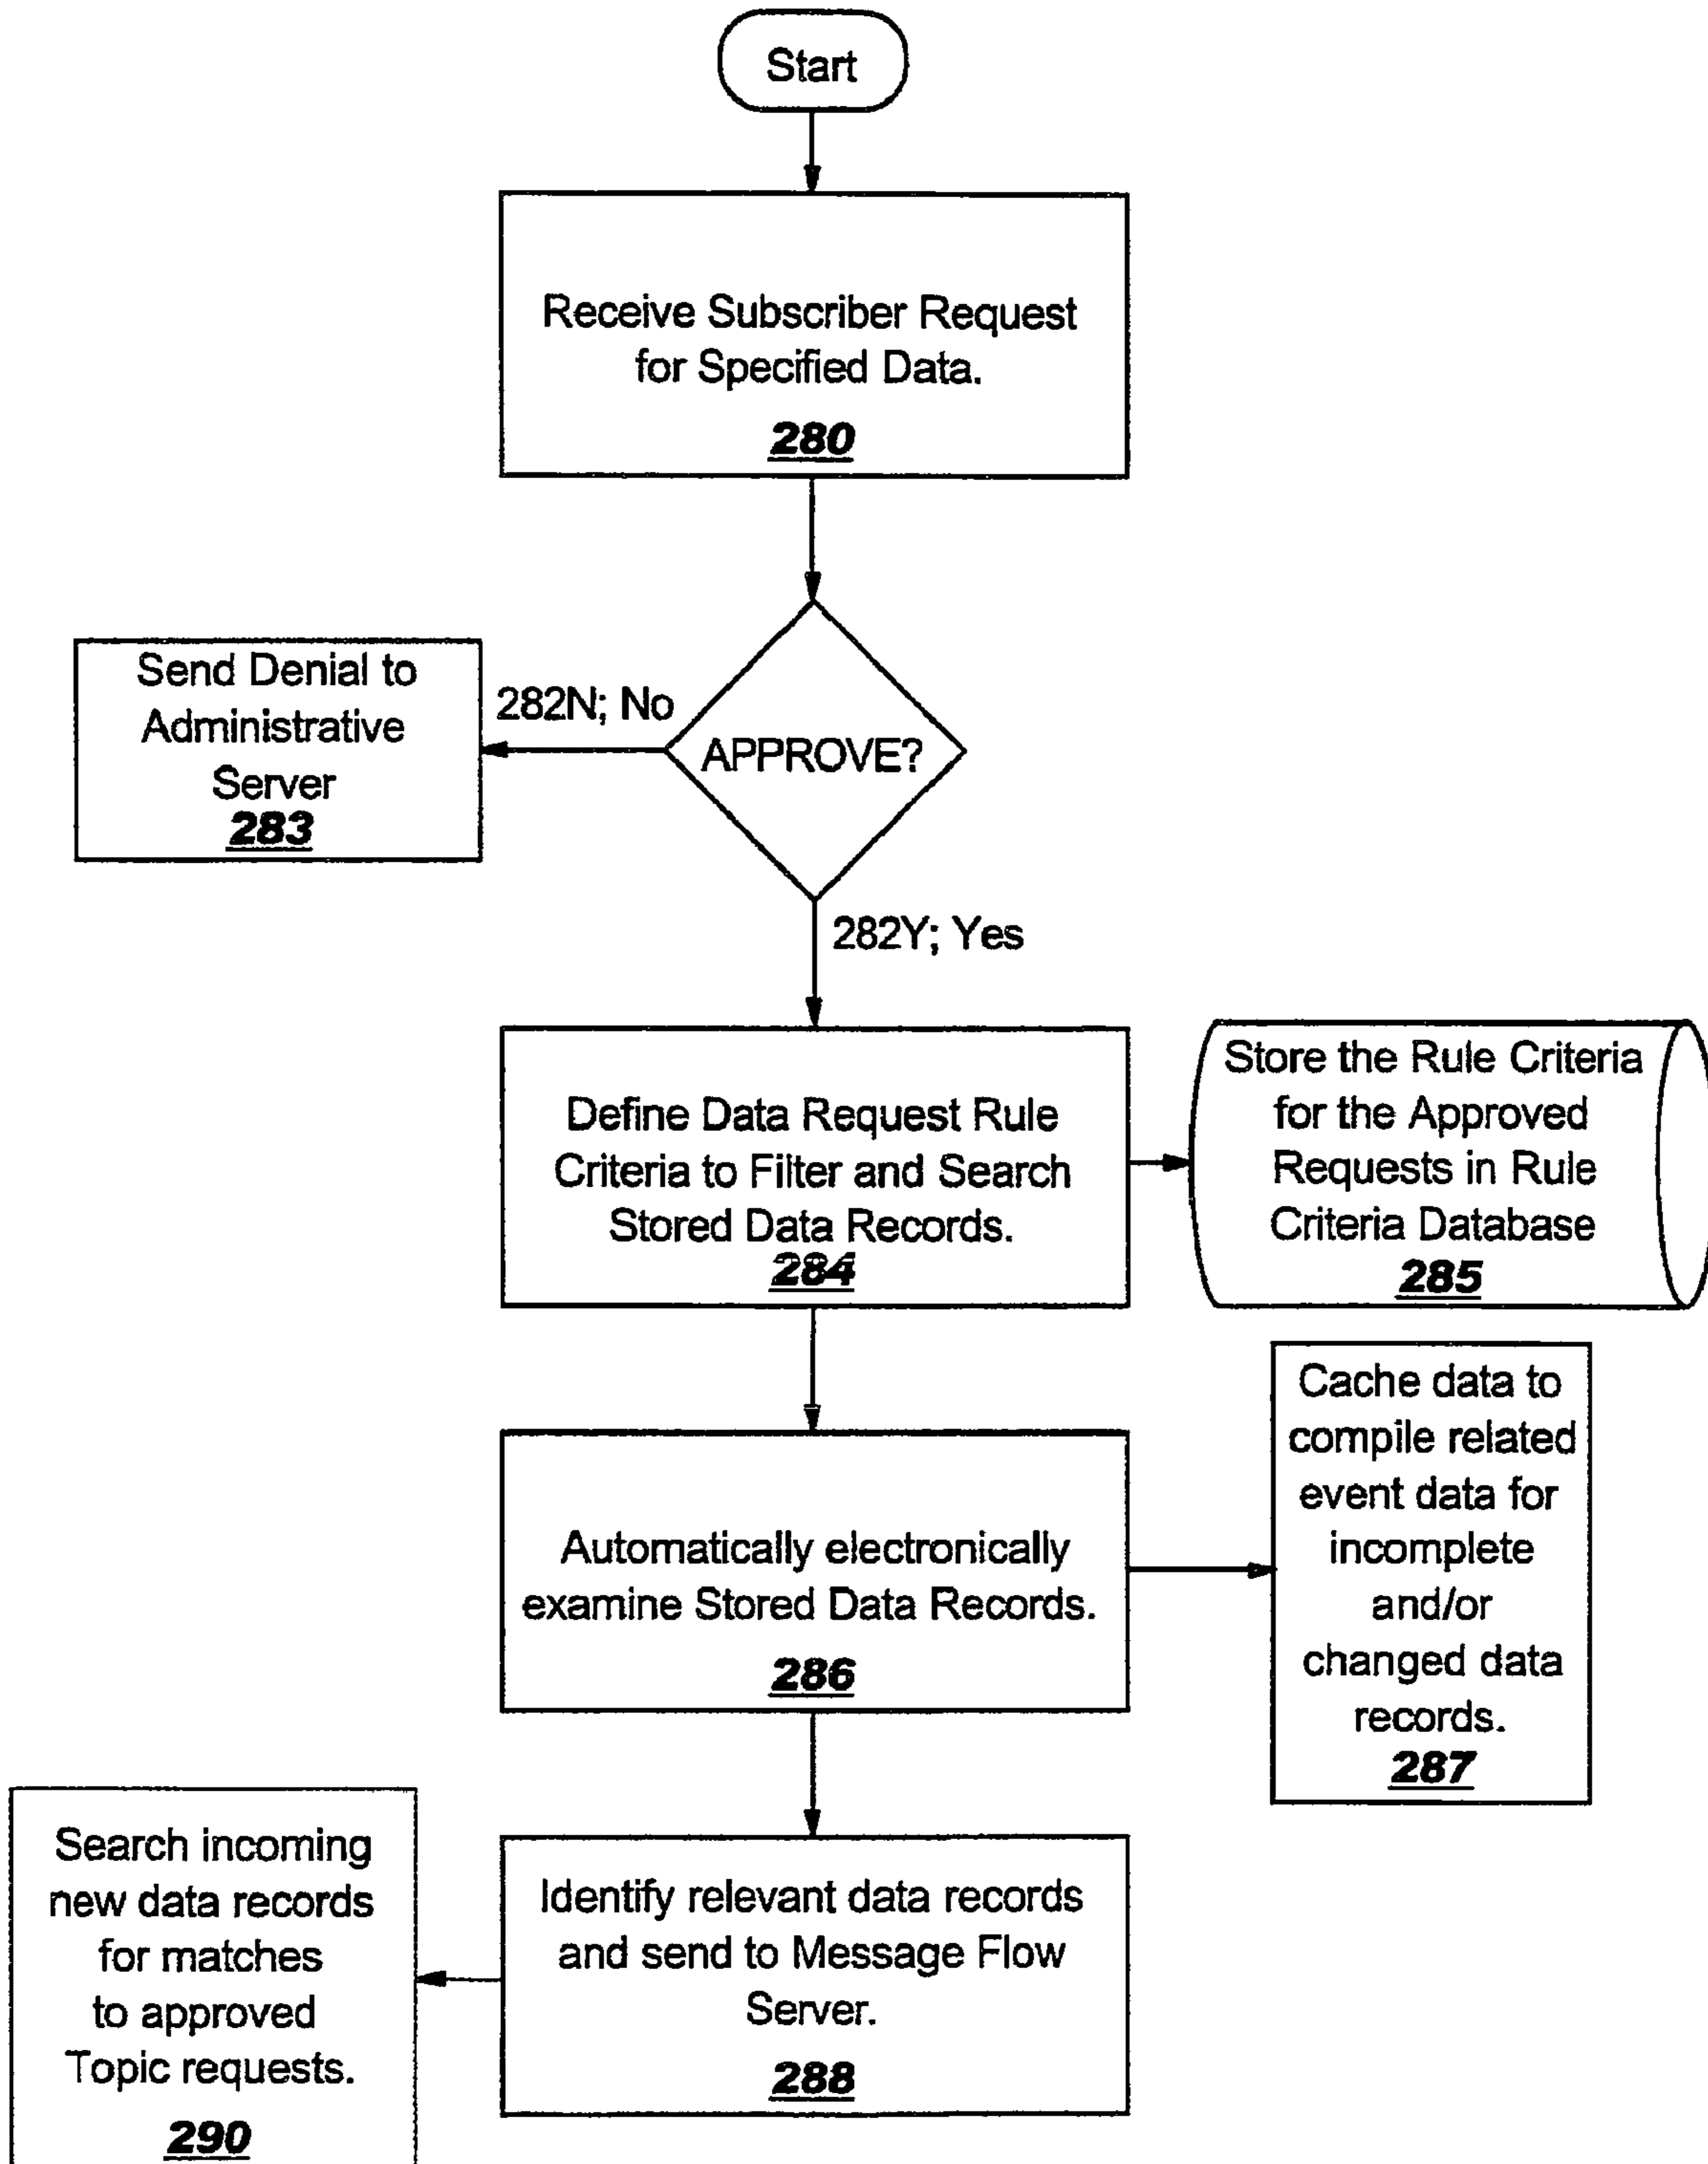 Start
Receive Subscriber Request
for Specified Data.
280
Send Denial to
Administrative
Server
283
282N; No
APPROVE?
282Y; Yes
Define Data Request Rule
Criteria to Filter and Search
Stored Data Records.
284
Store the Rule Criteria
for the Approved
Requests in Rule
Criteria Database
285
Automatically electronically
examine Stored Data Records.
286
Cache data to
compile related
event data for
incomplete
and/or
changed data
records.
287
Identify relevant data records
and send to Message Flow
Server.
288
Search incoming
new data records
for matches
to approved
Topic requests.
290